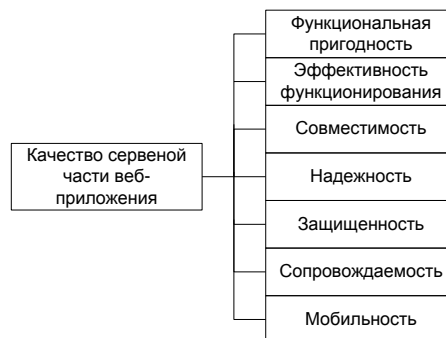 Функциональная
пригодность
Эффективность
функционирования
Совместимость
Качество сервеной
части веб-
приложения
Надежность
Защищенность
Сопровождаемость
Мобильность